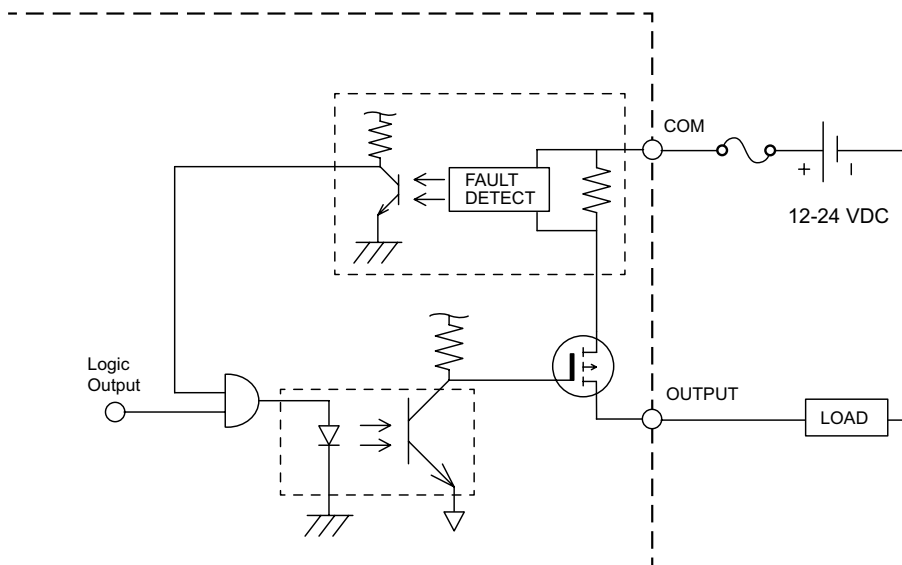 COM
FAULT
DETECT
+
12-24 VDC
Logic
Output
OUTPUT
LOAD